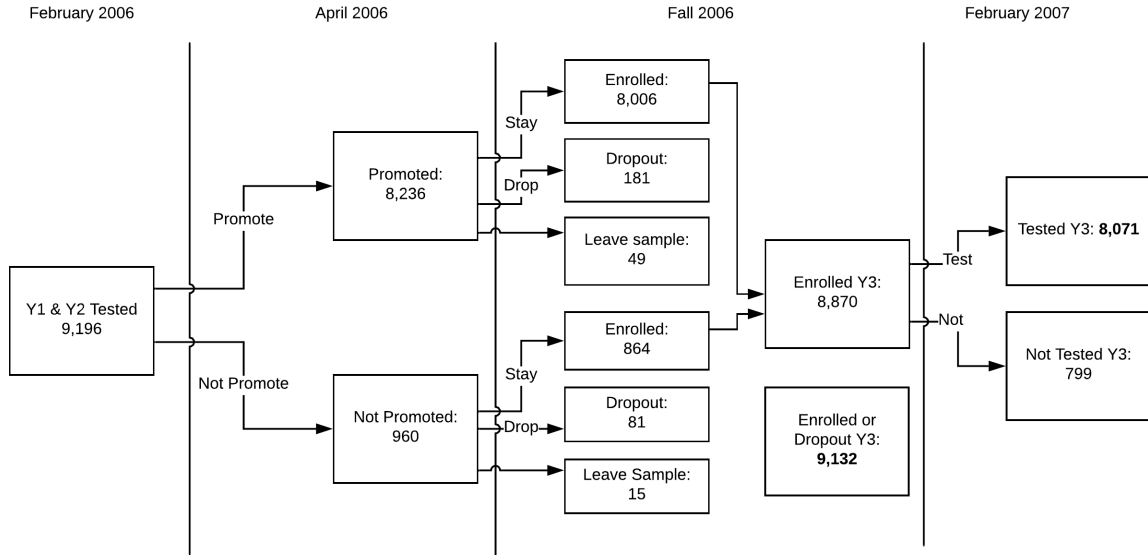 February 2006
April 2006
Fall 2006
February 2007
Y1 & Y2 Tested
9,196
Promote
Not Promote
Promoted:
8,236
Not Promoted:
960
Stay
Drop
Stay
Drop
Enrolled:
8,006
Dropout:
181
Leave sample:
49
Enrolled:
864
Dropout:
81
Leave Sample:
15
Enrolled Y3:
8,870
Enrolled or
Dropout Y3:
9,132
Test
Not
Tested Y3: 8,071
Not Tested Y3:
799